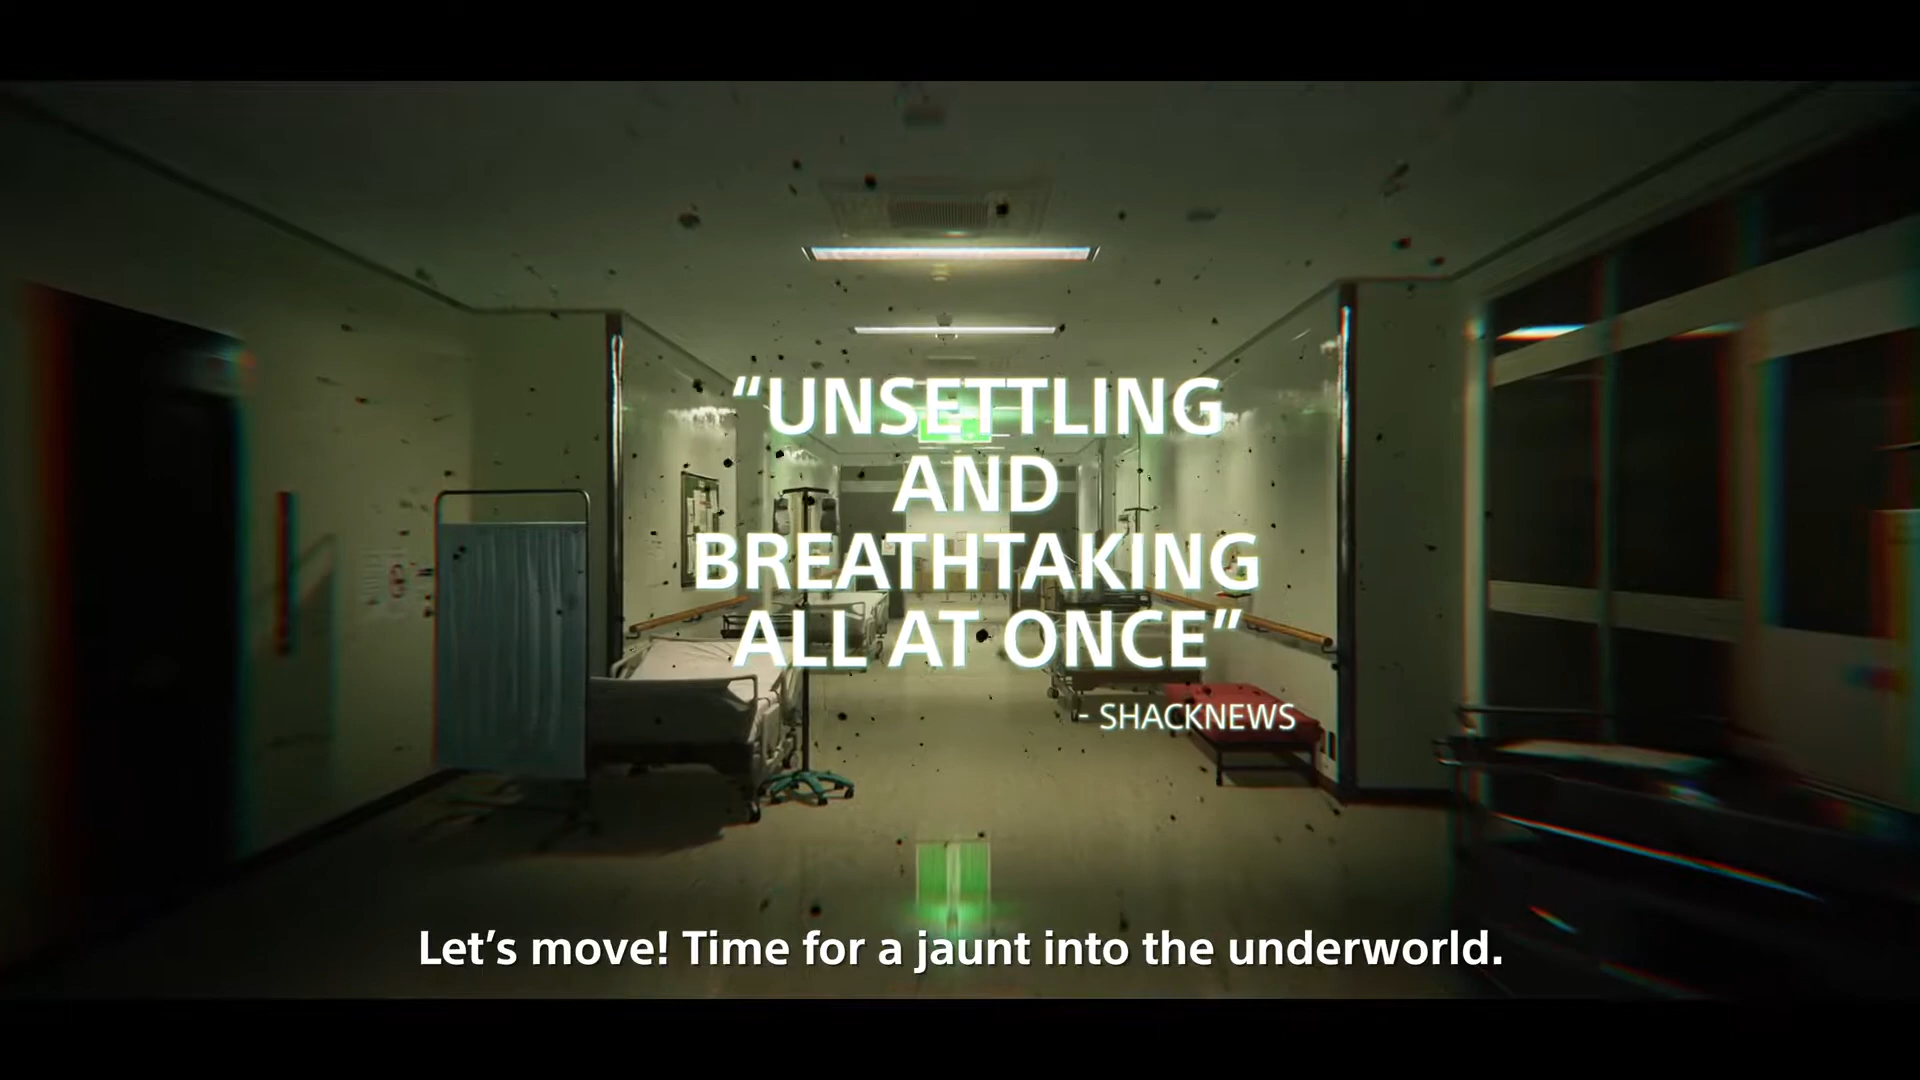 “UNSETTLING
AND
BREATHTAKING
ALL AT ONCE”
- SHACKNEWS
Let’s move! Time for a jaunt into the underworld.